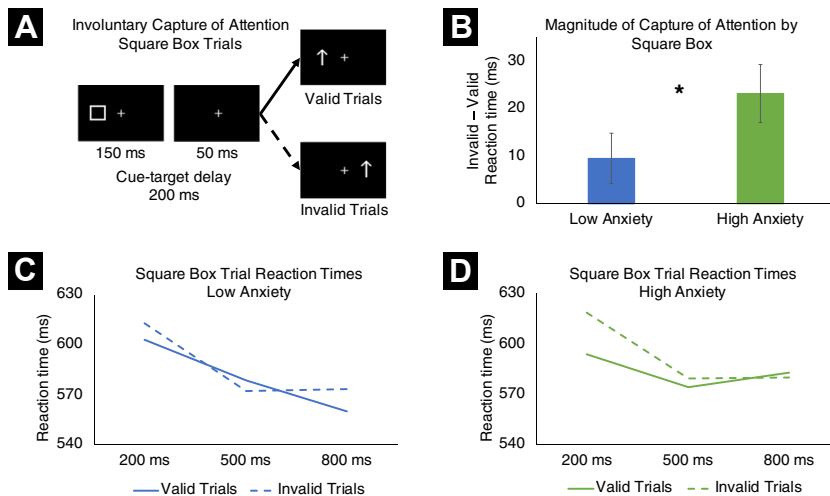 A
Involuntary Capture of Attention
Square Box Trials
Valid Trials
150 ms
50 ms
Cue-target delay
200 ms
Invalid Trials
B
Magnitude of Capture of Attention by
Square Box
Invalid – Valid
Reaction time (ms)
30
20
10
0
*
Low Anxiety
High Anxiety
C
Square Box Trial Reaction Times
Low Anxiety
Reaction time (ms)
630
600
570
540
200 ms
500 ms
800 ms
Valid Trials
Invalid Trials
D
Square Box Trial Reaction Times
High Anxiety
Reaction time (ms)
630
600
570
540
200 ms
500 ms
800 ms
Valid Trials
Invalid Trials